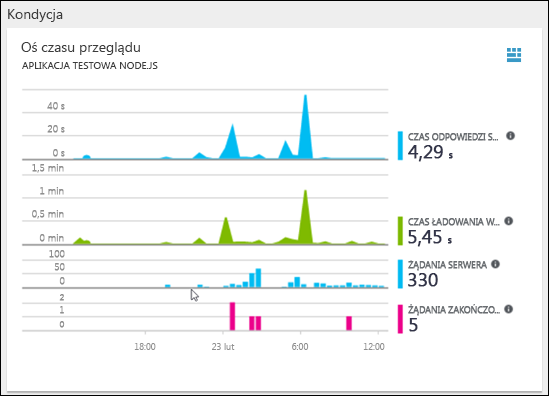 Kondycja
Oś czasu przeglądu
APLIKACJA TESTOWA NODE.JS
40 s
20 s
0 s
CZAS ODPOWIEDZI S...
4,29 s
1,5 min
1 min
0,5 min
0 min
CZAS ŁADOWANIA W...
5,45 s
100
50
0
ŻĄDANIA SERWERA
330
2
1
0
ŻĄDANIA ZAKOŃCZO...
5
18:00
23 lut
6:00
12:00